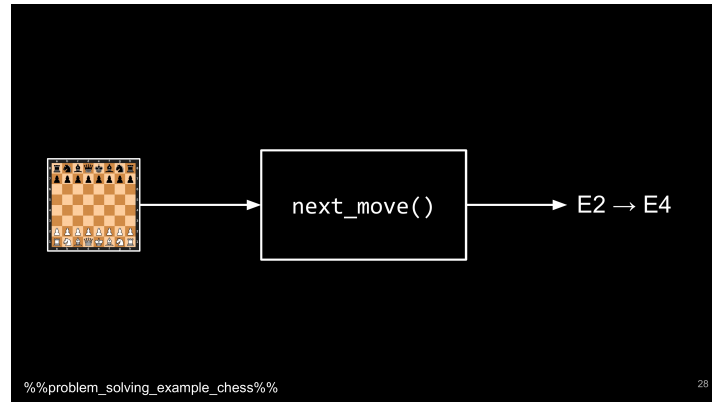 next_move()
E2 → E4
%%problem_solving_example_chess%%
28